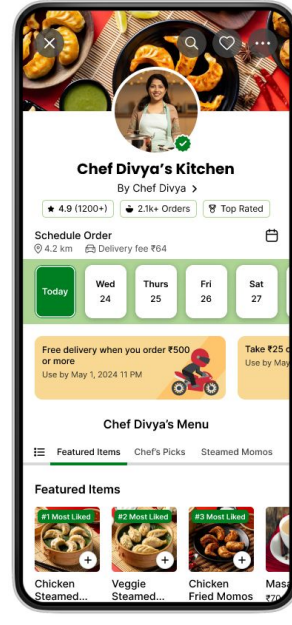 Chef Divya's Kitchen
By Chef Divya >
★ 4.9 (1200+)
2.1k+ Orders
Top Rated
Schedule Order
4.2 km
Delivery fee ₹64
Today
Wed
24
Thurs
25
Fri
26
Sat
27
Free delivery when you order ₹500
or more
Use by May 1, 2024 11 PM
Take ₹25
Use by May
Chef Divya's Menu
Featured Items
Chef's Picks
Steamed Momos
Featured Items
#1 Most Liked
#2 Most Liked
#3 Most Liked
Chicken
Steamed...
Veggie
Steamed...
Chicken
Fried Momos